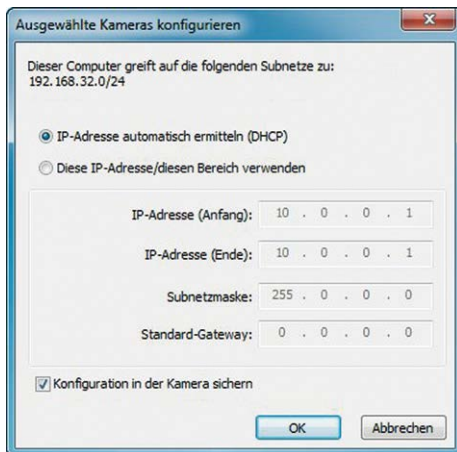 Ausgewählte Kameras konfigurieren
Dieser Computer greift auf die folgenden Subnetze zu:
192.168.32.0/24
IP-Adresse automatisch ermitteln (DHCP)
Diese IP-Adresse/diesen Bereich verwenden
IP-Adresse (Anfang): 10 . 0 . 0 . 1
IP-Adresse (Ende): 10 . 0 . 0 . 1
Subnetzmaske: 255 . 0 . 0 . 0
Standard-Gateway: 0 . 0 . 0 . 0
Konfiguration in der Kamera sichern
OK Abbrechen